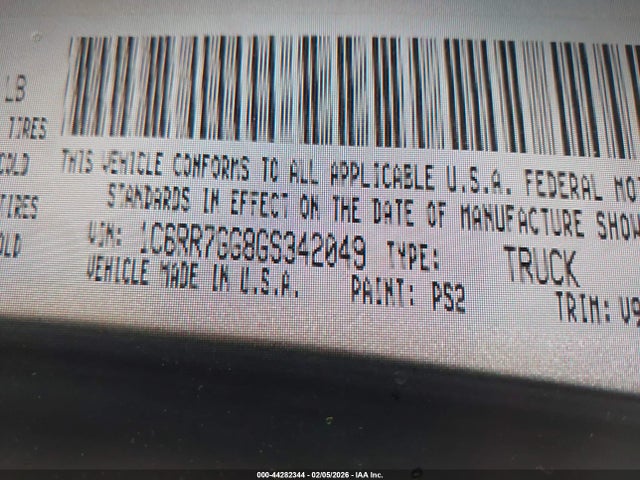 LB
TIRES
COLD
TIRES
OLD
THIS VEHICLE CONFORMS TO ALL APPLICABLE U.S.A. FEDERAL MOT
STANDARDS IN EFFECT ON THE DATE OF MANUFACTURE SHOW
VIN: 1C6RR7GG8GS342049 TYPE: TRUCK
VEHICLE MADE IN U.S.A. PAINT: PS2 TRIM: V9
000-44282344 - 02/05/2026 - IAA Inc.